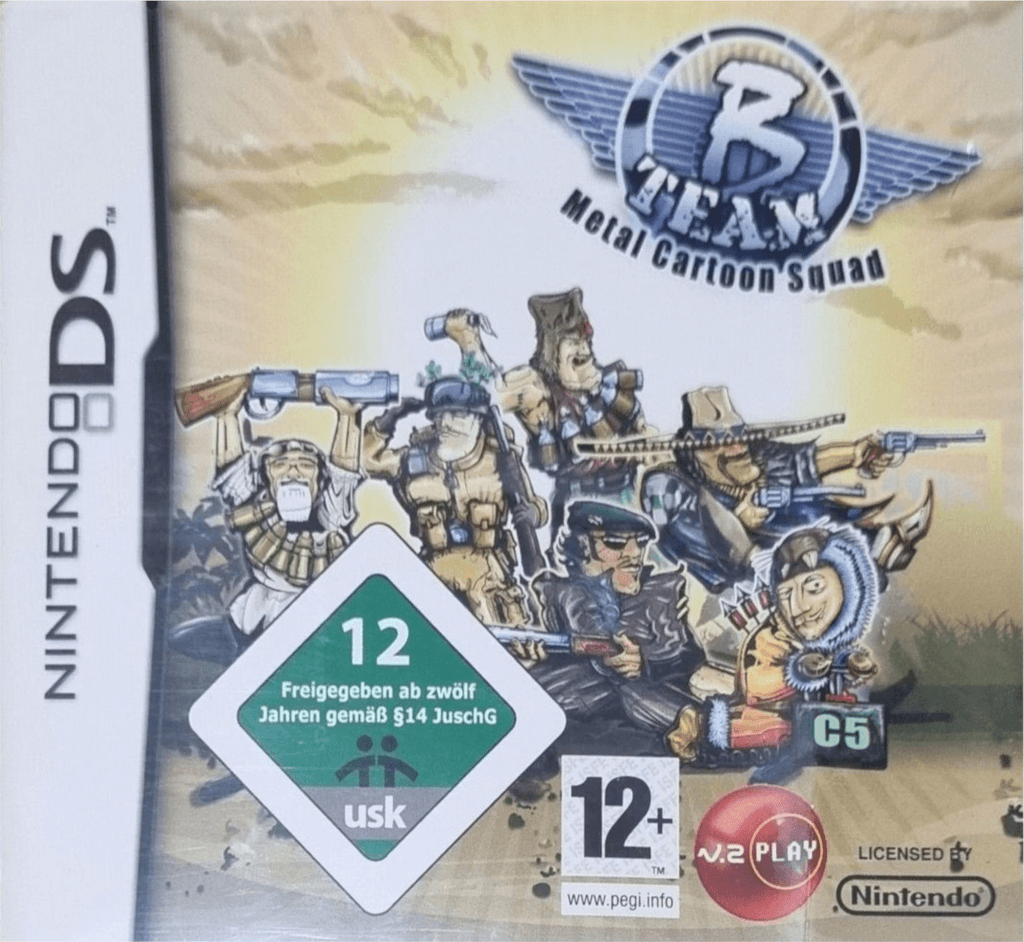 NINTENDO DS™
B
TEAM
Metal Cartoon Squad
C5
12
Freigegeben ab zwölf
Jahren gemäß §14 JuschG
usk
12+
TM
www.pegi.info
V.2 PLAY
LICENSED BY
Nintendo®